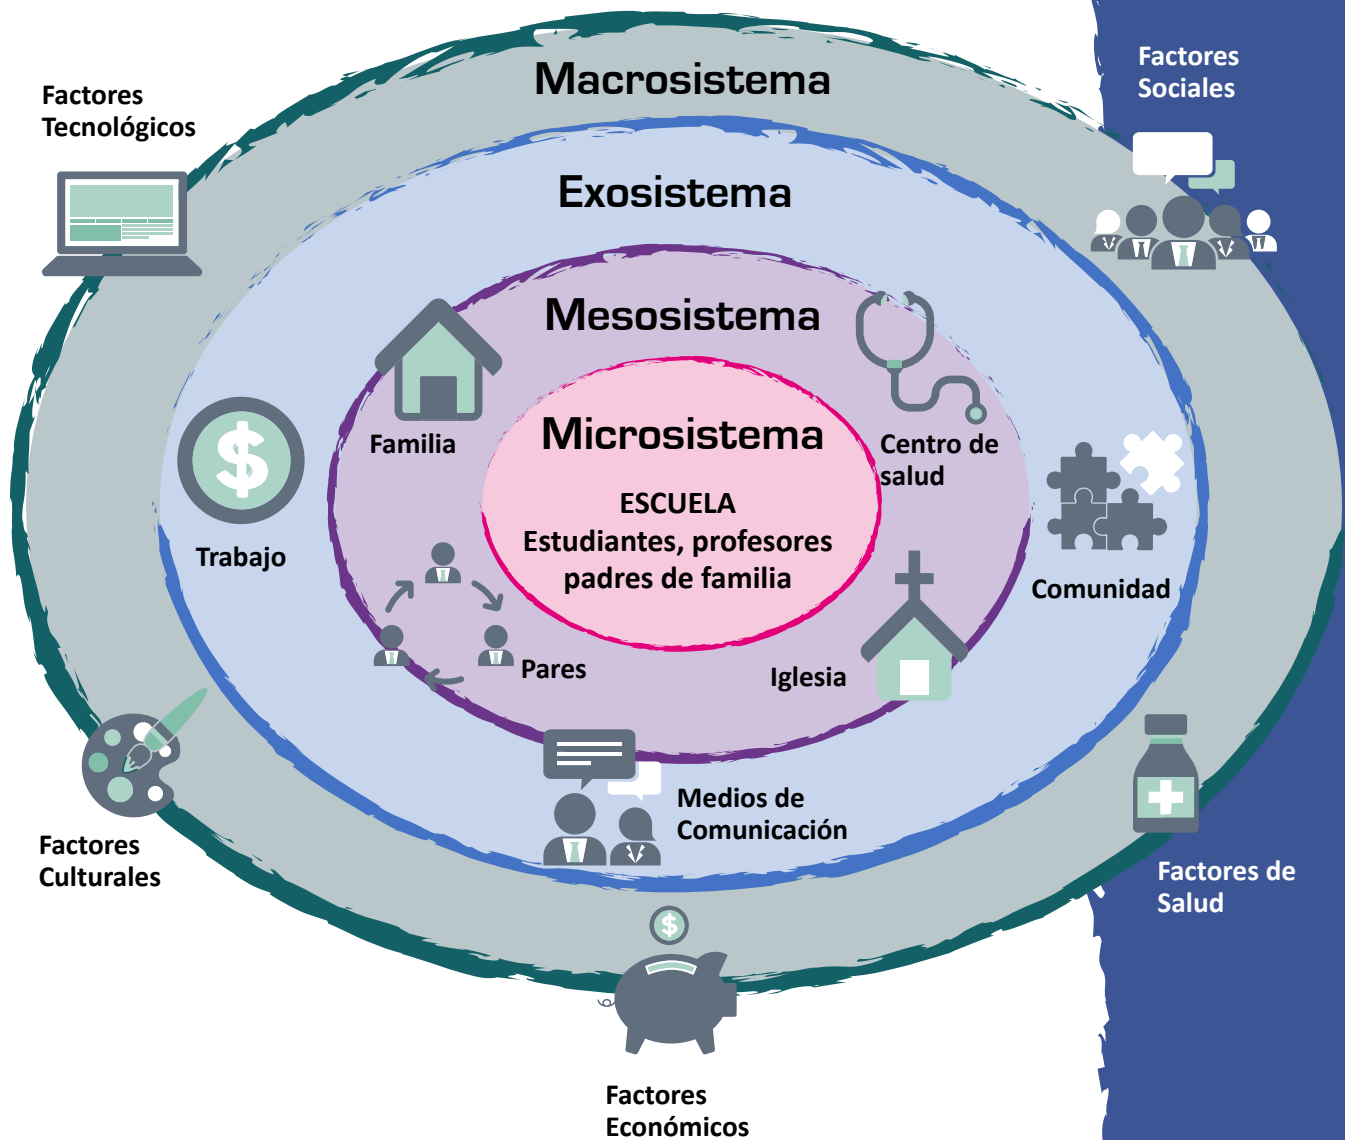 Macrosistema
Factores
Sociales
Factores
Tecnológicos
Exosistema
Mesosistema
Familia
Microsistema
Centro de
salud
ESCUELA
Estudiantes, profesores
padres de familia
Trabajo
Comunidad
Pares
Iglesia
Medios de
Comunicación
Factores
Culturales
Factores de
Salud
Factores
Económicos